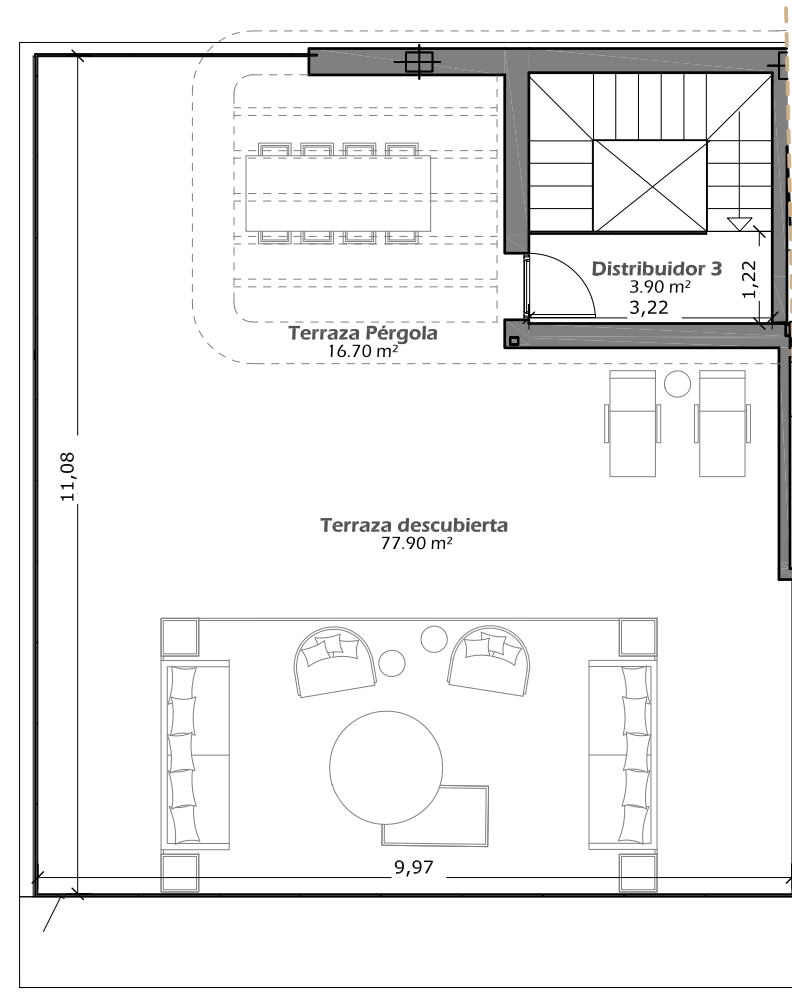 Distribuidor 3
3.90 m²
3,22
1,22
Terraza Pérgola
16.70 m²
11,08
Terraza descubierta
77.90 m²
9,97